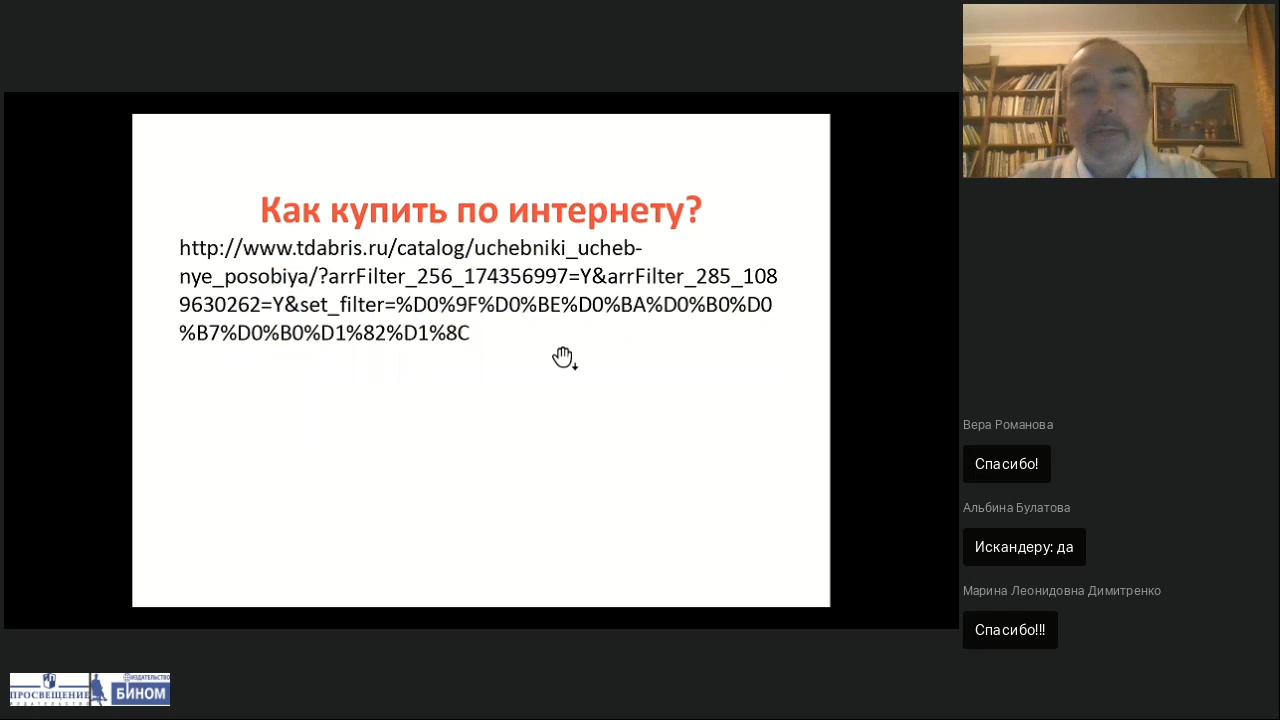 Как купить по интернету?
http://www.tdabris.ru/catalog/uchebniki_ucheb-
nye_posobiya/?arrFilter_256_174356997=Y&arrFilter_285_108
9630262=Y&set_filter=%D0%9F%D0%BE%D0%BA%D0%B0%D0
%B7%D0%B0%D1%82%D1%8C
Вера Романова
Спасибо!
Альбина Булатова
Искандеру: да
Марина Леонидовна Димитренко
Спасибо!!!
ПРОСВЕЩЕНИЕ
ИЗДАТЕЛЬСТВО
ИЗДАТЕЛЬСТВО
БИНОМ